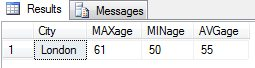 Results Messages
City MAXage MINage AVGage
1 London 61 50 55